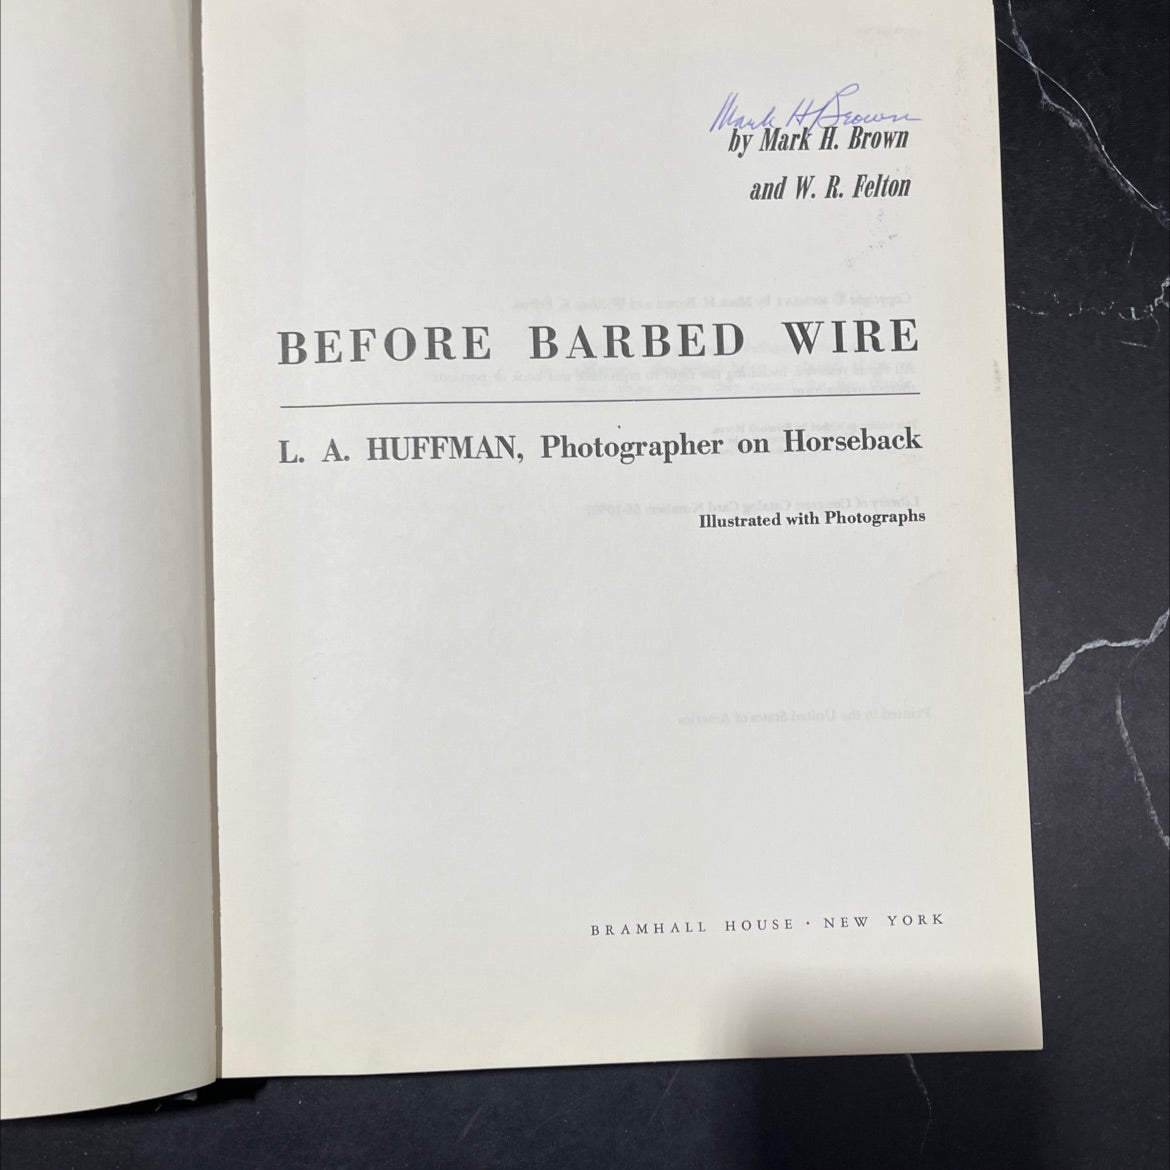 Mark H. Brown
by Mark H. Brown
and W. R. Felton
BEFORE BARBED WIRE
L. A. HUFFMAN, Photographer on Horseback
Illustrated with Photographs
BRAMHALL HOUSE · NEW YORK